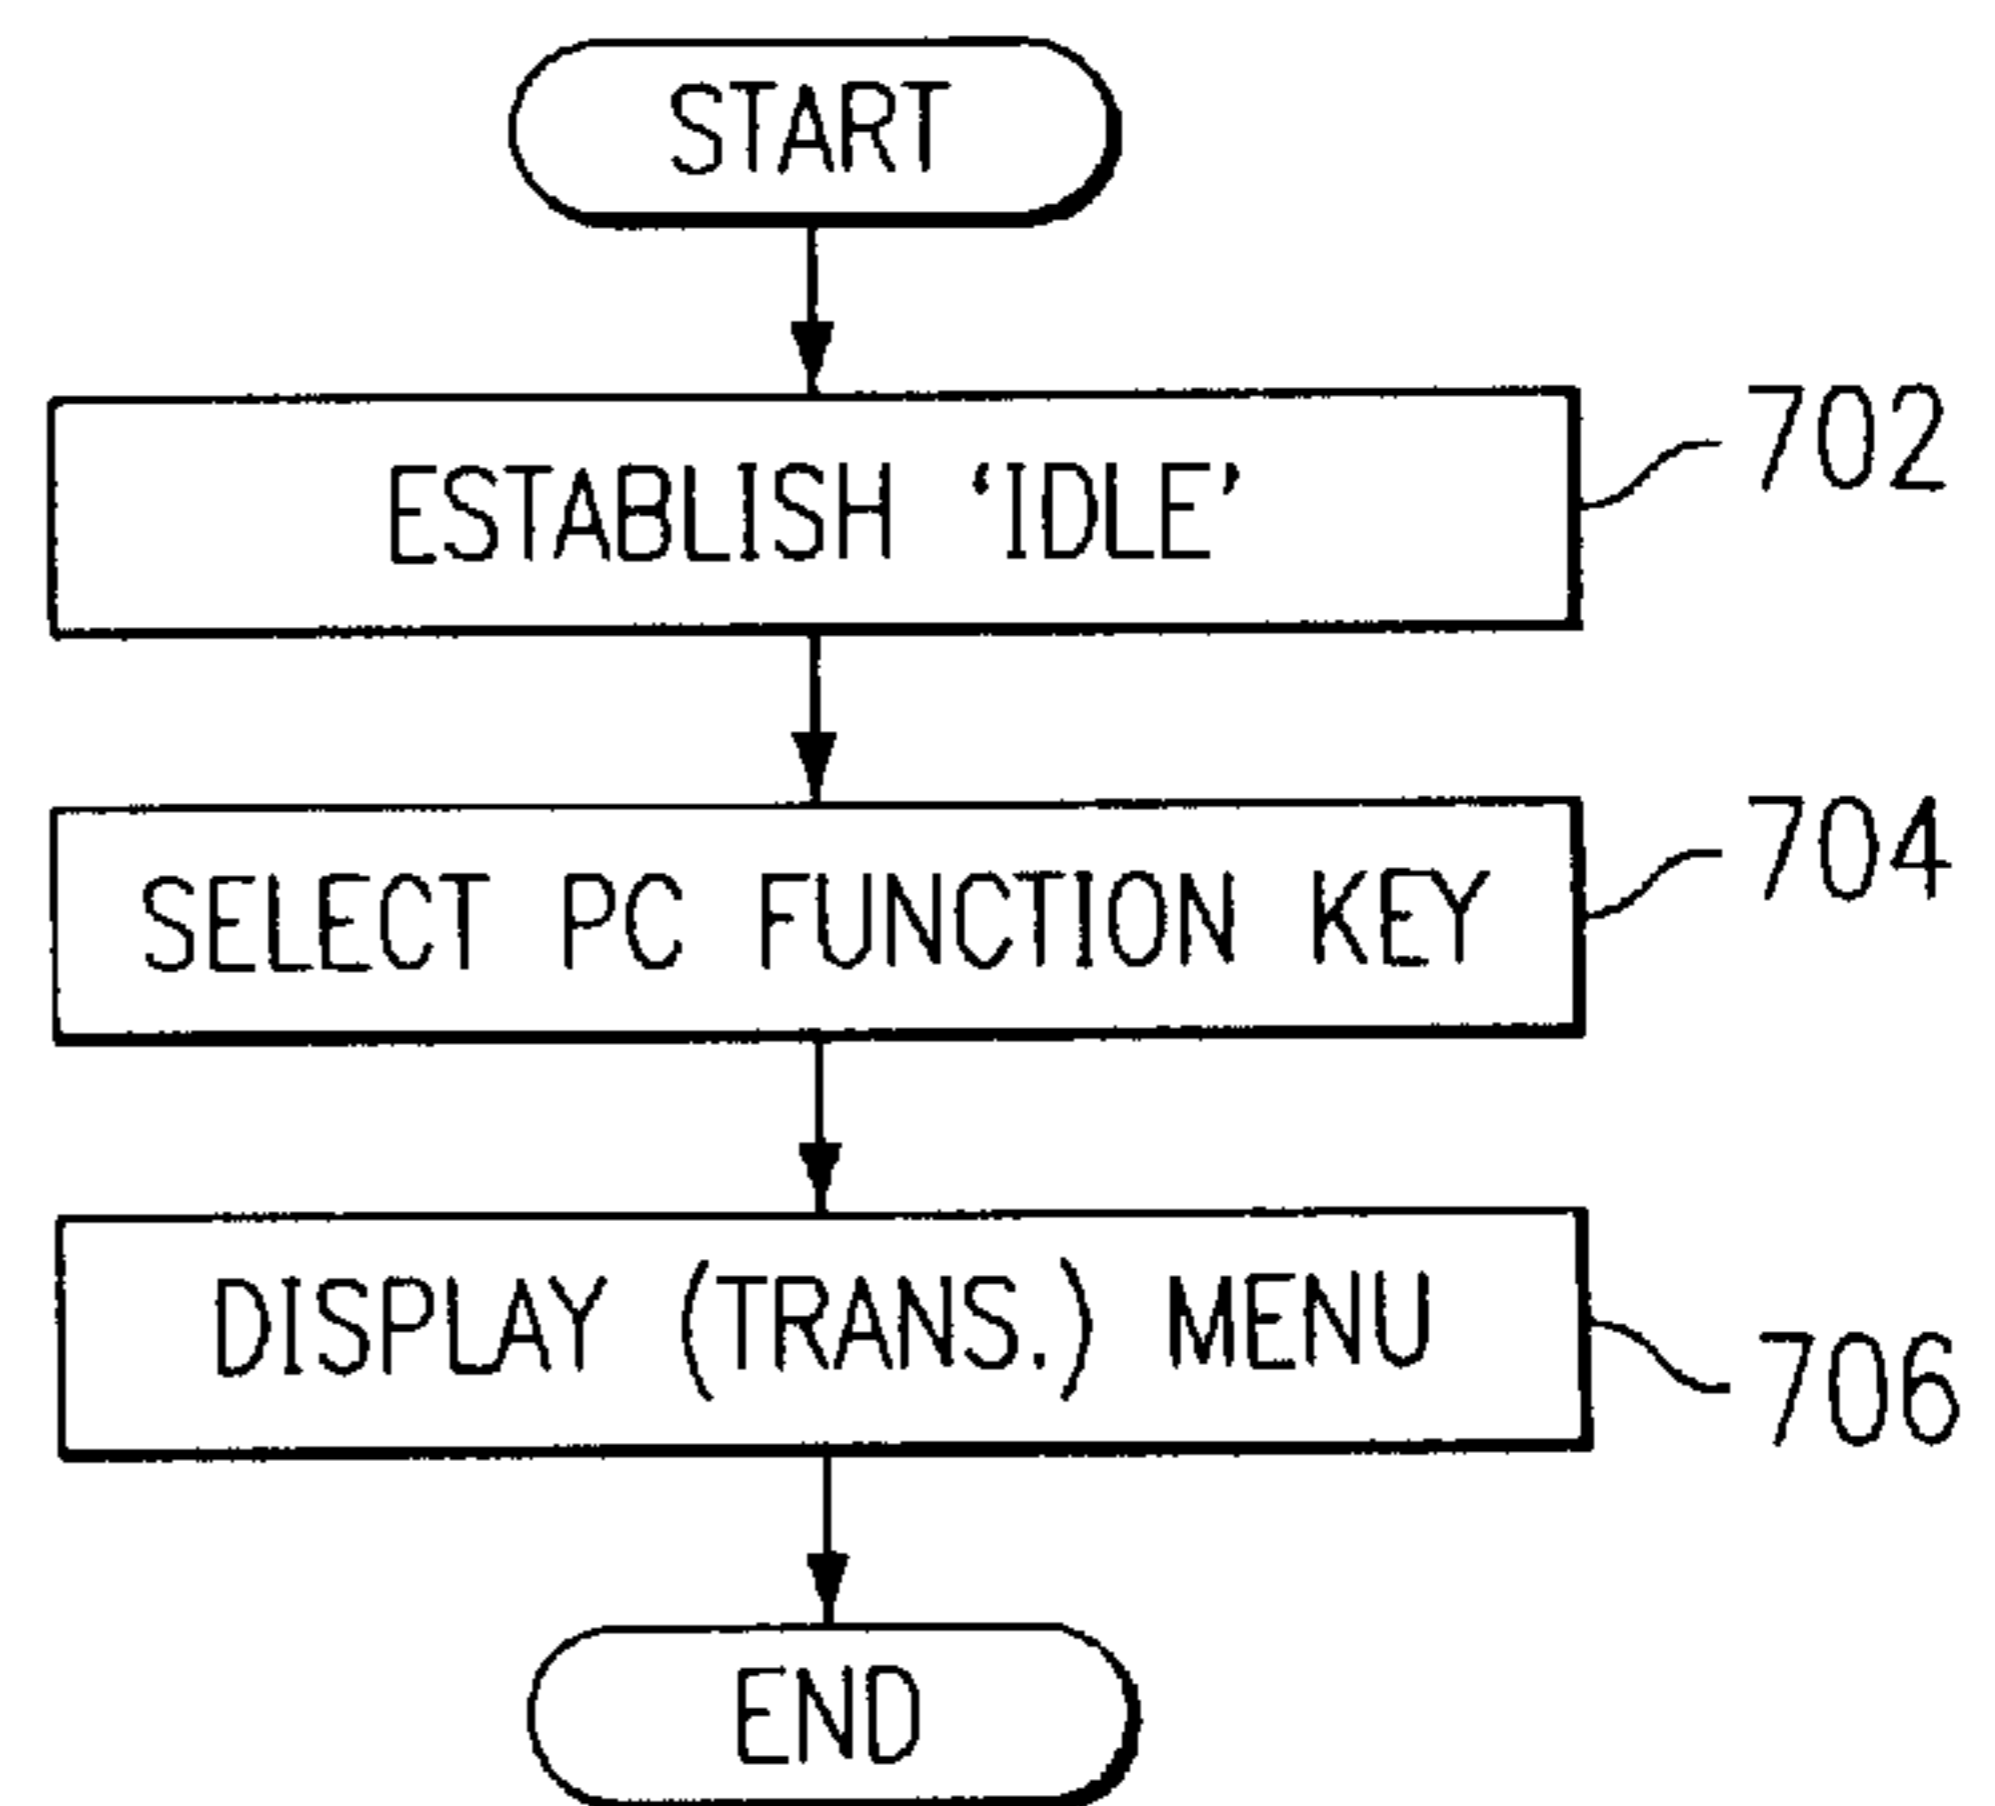 START
ESTABLISH ‘IDLE’
702
SELECT PC FUNCTION KEY
704
DISPLAY (TRANS.) MENU
706
END